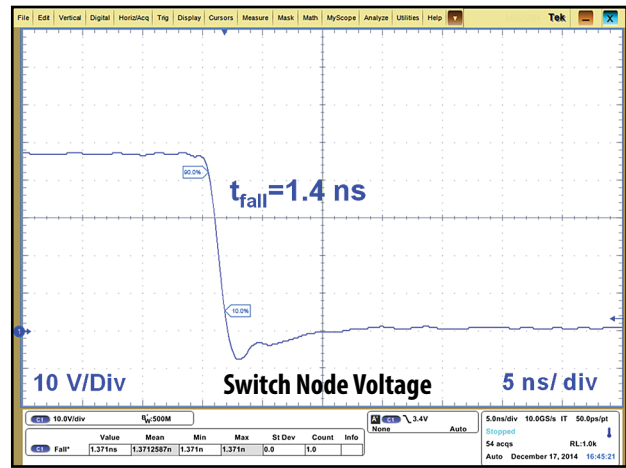 File Edit Vertical Digital Horiz/Acq Trig Display Cursors Measure Mask Math MyScope Analyze Utilities Help Tek X
90.0%
tfall=1.4 ns
10.0%
1
10 V/Div Switch Node Voltage 5 ns/ div
C1 10.0V/div BW:500M
A' C1 3.4V
None Auto
5.0ns/div 10.0GS/s IT 50.0ps/pt
Stopped
54 acqs RL:1.0k
Auto December 17, 2014 16:45:21
Value Mean Min Max St Dev Count Info
C1 Fall* 1.371ns 1.3712587n 1.371n 1.371n 0.0 1.0